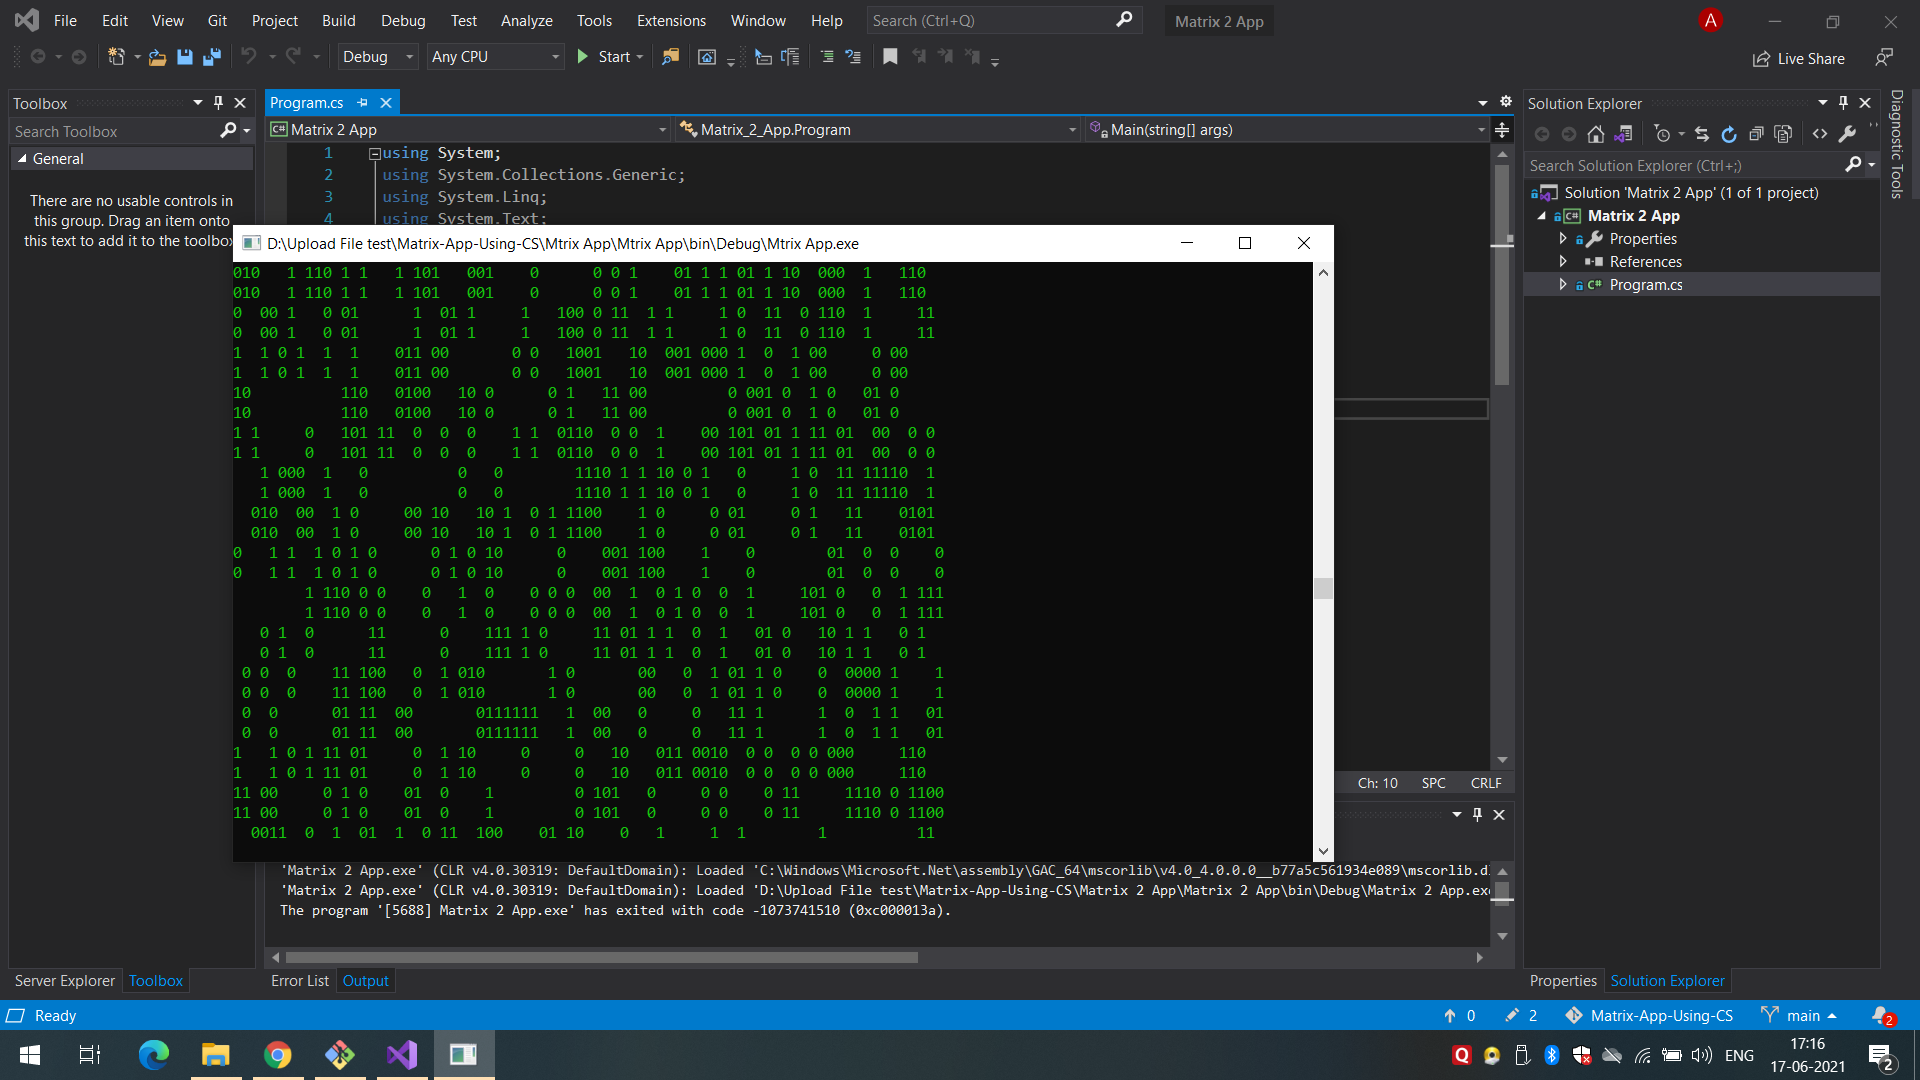 File Edit View Git Project Build Debug Test Analyze Tools Extensions Window Help Search (Ctrl+Q) Matrix 2 App A
Debug Any CPU Start Live Share
Toolbox
Search Toolbox
General
There are no usable controls in
this group. Drag an item onto
this text to add it to the toolbo
Program.cs
C# Matrix 2 App Matrix_2_App.Program Main(string[] args)
1 using System;
2 using System.Collections.Generic;
3 using System.Linq;
4 using System.Text;
D:\Upload File test\Matrix-App-Using-CS\Mtrix App\Mtrix App\bin\Debug\Mtrix App.exe
010 1 110 1 1 1 101 001 0 0 0 1 01 1 1 01 1 10 000 1 110
010 1 110 1 1 1 101 001 0 0 0 1 01 1 1 01 1 10 000 1 110
0 00 1 0 01 1 01 1 1 100 0 11 1 1 1 0 11 0 110 1 11
0 00 1 0 01 1 01 1 1 100 0 11 1 1 1 0 11 0 110 1 11
1 1 0 1 1 1 011 00 0 0 1001 10 001 000 1 0 1 00 0 00
1 1 0 1 1 1 011 00 0 0 1001 10 001 000 1 0 1 00 0 00
10 110 0100 10 0 0 1 11 00 0 001 0 1 0 01 0
10 110 0100 10 0 0 1 11 00 0 001 0 1 0 01 0
1 1 0 101 11 0 0 0 1 1 0110 0 0 1 00 101 01 1 11 01 00 0 0
1 1 0 101 11 0 0 0 1 1 0110 0 0 1 00 101 01 1 11 01 00 0 0
1 000 1 0 0 0 1110 1 1 10 0 1 0 1 0 11 11110 1
1 000 1 0 0 0 1110 1 1 10 0 1 0 1 0 11 11110 1
010 00 1 0 00 10 10 1 0 1 1100 1 0 0 01 0 1 11 0101
010 00 1 0 00 10 10 1 0 1 1100 1 0 0 01 0 1 11 0101
0 1 1 1 0 1 0 0 1 0 10 0 001 100 1 0 01 0 0 0
0 1 1 1 0 1 0 0 1 0 10 0 001 100 1 0 01 0 0 0
1 110 0 0 0 1 0 0 0 0 00 1 0 1 0 0 1 101 0 0 1 111
1 110 0 0 0 1 0 0 0 0 00 1 0 1 0 0 1 101 0 0 1 111
0 1 0 11 0 111 1 0 11 01 1 1 0 1 01 0 10 1 1 0 1
0 1 0 11 0 111 1 0 11 01 1 1 0 1 01 0 10 1 1 0 1
0 0 0 11 100 0 1 010 1 0 00 0 1 01 1 0 0 0000 1 1
0 0 0 11 100 0 1 010 1 0 00 0 1 01 1 0 0 0000 1 1
0 0 01 11 00 0111111 1 00 0 0 11 1 1 0 1 1 01
0 0 01 11 00 0111111 1 00 0 0 11 1 1 0 1 1 01
1 1 0 1 11 01 0 1 10 0 0 10 011 0010 0 0 0 0 000 110
1 1 0 1 11 01 0 1 10 0 0 10 011 0010 0 0 0 0 000 110
11 00 0 1 0 01 0 1 0 101 0 0 0 0 11 1110 0 1100
11 00 0 1 0 01 0 1 0 101 0 0 0 0 11 1110 0 1100
0011 0 1 01 1 0 11 100 01 10 0 1 1 1 1 11
Ch: 10 SPC CRLF
'Matrix 2 App.exe' (CLR v4.0.30319: DefaultDomain): Loaded 'C:\Windows\Microsoft.Net\assembly\GAC_64\mscorlib\v4.0_4.0.0.0__b77a5c561934e089\mscorlib.d
'Matrix 2 App.exe' (CLR v4.0.30319: DefaultDomain): Loaded 'D:\Upload File test\Matrix-App-Using-CS\Matrix 2 App\Matrix 2 App\bin\Debug\Matrix 2 App.ex
The program '[5688] Matrix 2 App.exe' has exited with code -1073741510 (0xc000013a).
Solution Explorer
Search Solution Explorer (Ctrl+;)
Solution 'Matrix 2 App' (1 of 1 project)
C# Matrix 2 App
Properties
References
C# Program.cs
Diagnostic Tools
Server Explorer Toolbox Error List Output Properties Solution Explorer
Ready 0 2 Matrix-App-Using-CS main 2
Q ENG 17:16
17-06-2021 2